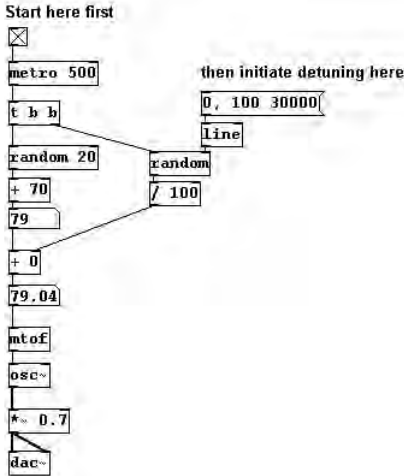 Start here first
metro 500
then initiate detuning here
t b b
0, 100 30000
line
random 20
random
+ 70
/ 100
79
+ 0
79.04
mtof
osc~
*~ 0.7
dac~